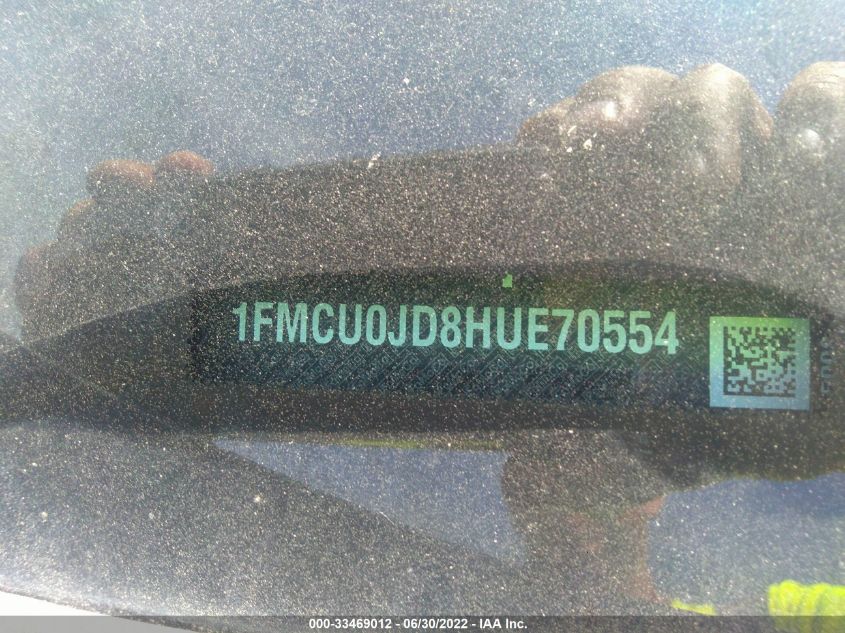 1FMCU0JD8HUE70554
000-33469012 - 06/30/2022 - IAA Inc.